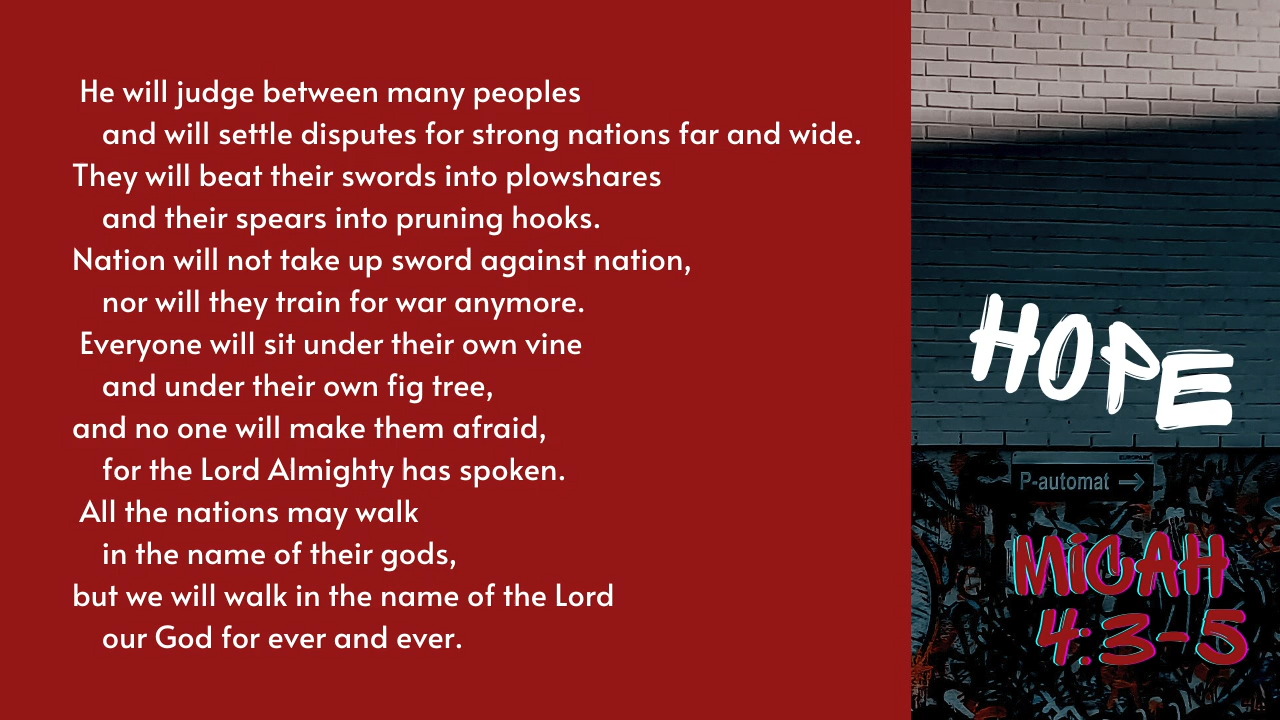 He will judge between many peoples
and will settle disputes for strong nations far and wide.
They will beat their swords into plowshares
and their spears into pruning hooks.
Nation will not take up sword against nation,
nor will they train for war anymore.
Everyone will sit under their own vine
and under their own fig tree,
and no one will make them afraid,
for the Lord Almighty has spoken.
All the nations may walk
in the name of their gods,
but we will walk in the name of the Lord
our God for ever and ever.
HOPE
P-automat →
MiCAH
4:3-5